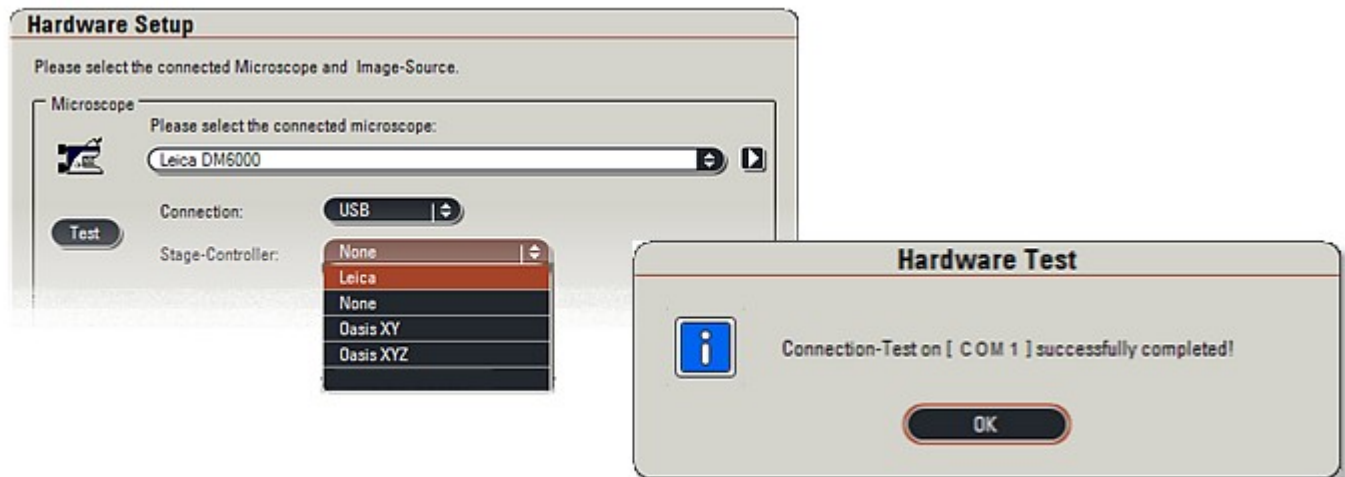 Hardware Setup
Please select the connected Microscope and Image-Source.
Microscope
Please select the connected microscope:
Leica DM6000
Connection:
USB
Test
Stage-Controller:
None
Leica
None
Oasis XY
Oasis XYZ
Hardware Test
Connection-Test on [ COM 1 ] successfully completed!
OK